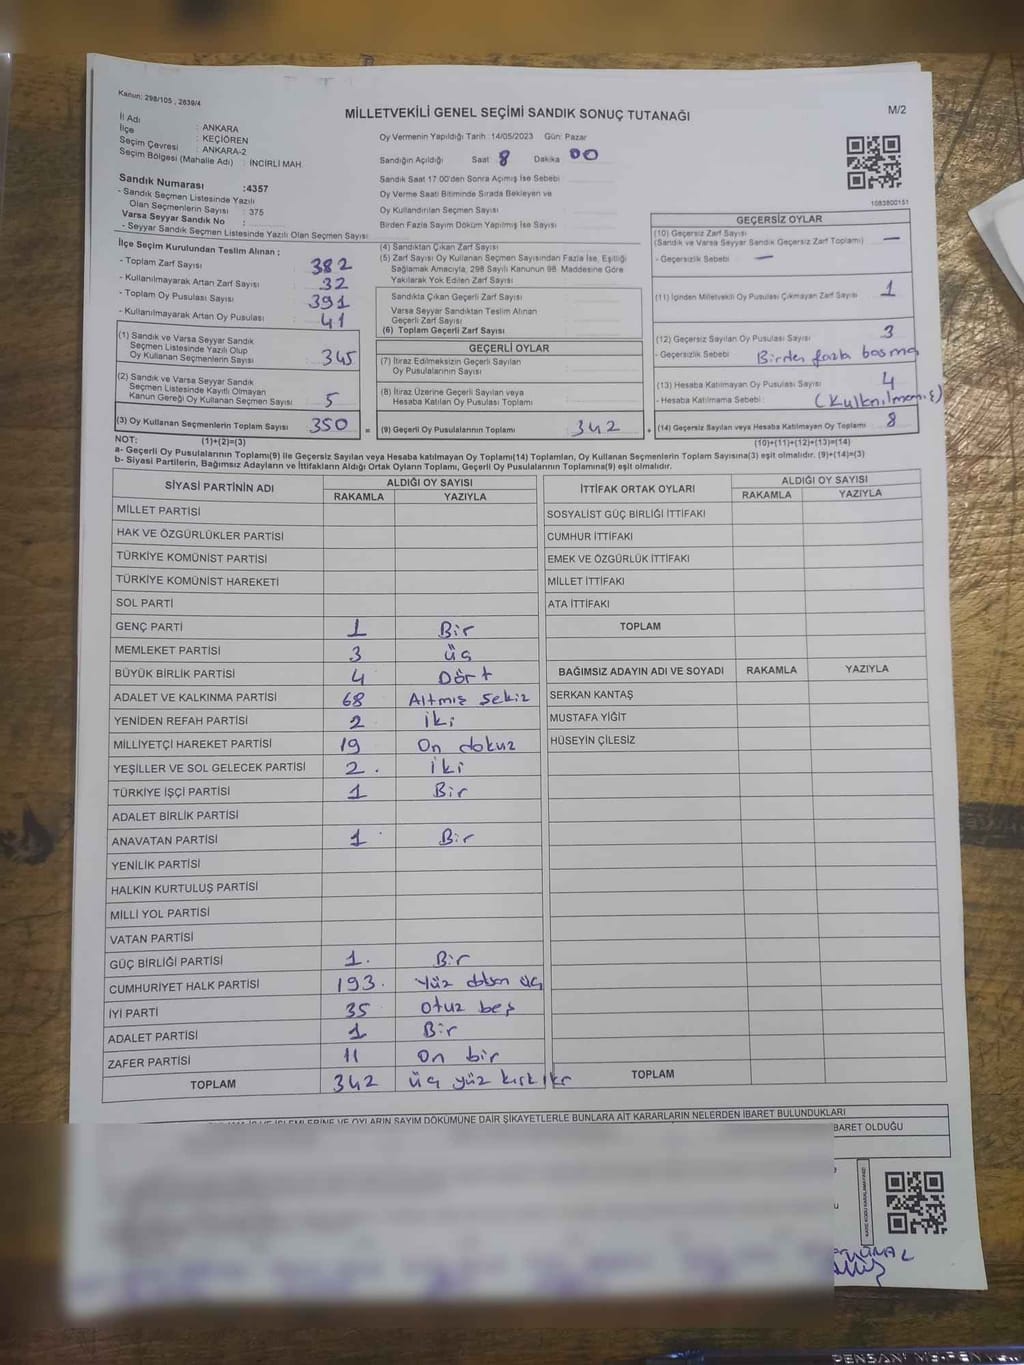 Kanun: 298/105 , 2839/4
MİLLETVEKİLİ GENEL SEÇİMİ SANDIK SONUÇ TUTANAĞI
M/2
İl Adı : ANKARA
İlçe : KEÇİÖREN
Seçim Çevresi : ANKARA-2
Seçim Bölgesi (Mahalle Adı) : İNCİRLİ MAH.
Oy Vermenin Yapıldığı Tarih :14/05/2023 Gün: Pazar
Sandığın Açıldığı Saat 8 Dakika 00
Sandık Saat 17.00'den Sonra Açımış İse Sebebi
Oy Verme Saati Bitiminde Sırada Bekleyen ve
Oy Kullandırılan Seçmen Sayısı
Birden Fazla Sayım Döküm Yapılmış İse Sayısı
1083800151
Sandık Numarası :4357
- Sandık Seçmen Listesinde Yazılı
Olan Seçmenlerin Sayısı : 375
Varsa Seyyar Sandık No :
- Seyyar Sandık Seçmen Listesinde Yazılı Olan Seçmen Sayısı
İlçe Seçim Kurulundan Teslim Alınan :
- Toplam Zarf Sayısı 382
- Kullanılmayarak Artan Zarf Sayısı 32
- Toplam Oy Pusulası Sayısı 391
- Kullanılmayarak Artan Oy Pusulası 41
(1) Sandık ve Varsa Seyyar Sandık
Seçmen Listesinde Yazılı Olup
Oy Kullanan Seçmenlerin Sayısı 345
(2) Sandık ve Varsa Seyyar Sandık
Seçmen Listesinde Kayıtlı Olmayan
Kanun Gereği Oy Kullanan Seçmen Sayısı 5
(3) Oy Kullanan Seçmenlerin Toplam Sayısı 350 =
(4) Sandıktan Çıkan Zarf Sayısı
(5) Zarf Sayısı Oy Kullanan Seçmen Sayısından Fazla İse, Eşitliği
Sağlamak Amacıyla, 298 Sayılı Kanunun 98. Maddesine Göre
Yakılarak Yok Edilen Zarf Sayısı
Sandıkta Çıkan Geçerli Zarf Sayısı
Varsa Seyyar Sandıktan Teslim Alınan
Geçerli Zarf Sayısı
(6) Toplam Geçerli Zarf Sayısı
GEÇERLİ OYLAR
(7) İtiraz Edilmeksizin Geçerli Sayılan
Oy Pusulalarının Sayısı
(8) İtiraz Üzerine Geçerli Sayılan veya
Hesaba Katılan Oy Pusulası Toplamı
(9) Geçerli Oy Pusulalarının Toplamı 342 +
GEÇERSİZ OYLAR
(10) Geçersiz Zarf Sayısı —
(Sandık ve Varsa Seyyar Sandık Geçersiz Zarf Toplamı)
- Geçersizlik Sebebi —
(11) İçinden Milletvekili Oy Pusulası Çıkmayan Zarf Sayısı 1
(12) Geçersiz Sayılan Oy Pusulası Sayısı 3
- Geçersizlik Sebebi Birden fazla basma
(13) Hesaba Katılmayan Oy Pusulası Sayısı 4
- Hesaba Katılmama Sebebi :
(14) Geçersiz Sayılan veya Hesaba Katılmayan Oy Toplamı 8
NOT: (1)+(2)=(3) (10)+(11)+(12)+(13)=(14)
a- Geçerli Oy Pusulalarının Toplamı(9) ile Geçersiz Sayılan veya Hesaba katılmayan Oy Toplamı(14) Toplamları, Oy Kullanan Seçmenlerin Toplam Sayısına(3) eşit olmalıdır. (9)+(14)=(3)
b- Siyasi Partilerin, Bağımsız Adayların ve İttifakların Aldığı Ortak Oyların Toplamı, Geçerli Oy Pusulalarının Toplamına(9) eşit olmalıdır.
SİYASİ PARTİNİN ADI ALDIĞI OY SAYISI
RAKAMLA YAZIYLA
MİLLET PARTİSİ
HAK VE ÖZGÜRLÜKLER PARTİSİ
TÜRKİYE KOMÜNİST PARTİSİ
TÜRKİYE KOMÜNİST HAREKETİ
SOL PARTİ
GENÇ PARTİ 1 Bir
MEMLEKET PARTİSİ 3 üç
BÜYÜK BİRLİK PARTİSİ 4 Dört
ADALET VE KALKINMA PARTİSİ 68 Altmış sekiz
YENİDEN REFAH PARTİSİ 2 iki
MİLLİYETÇİ HAREKET PARTİSİ 19 On dokuz
YEŞİLLER VE SOL GELECEK PARTİSİ 2 . iki
TÜRKİYE İŞÇİ PARTİSİ 1 Bir
ADALET BİRLİK PARTİSİ
ANAVATAN PARTİSİ 1 Bir
YENİLİK PARTİSİ
HALKIN KURTULUŞ PARTİSİ
MİLLİ YOL PARTİSİ
VATAN PARTİSİ
GÜÇ BİRLİĞİ PARTİSİ 1. Bir
CUMHURİYET HALK PARTİSİ 193. Yüz doksan üç
İYİ PARTİ 35 Otuz beş
ADALET PARTİSİ 1 Bir
ZAFER PARTİSİ 11 On bir
TOPLAM 342 üç yüz kırk iki
İTTİFAK ORTAK OYLARI ALDIĞI OY SAYISI
RAKAMLA YAZIYLA
SOSYALİST GÜÇ BİRLİĞİ İTTİFAKI
CUMHUR İTTİFAKI
EMEK VE ÖZGÜRLÜK İTTİFAKI
MİLLET İTTİFAKI
ATA İTTİFAKI
TOPLAM
BAĞIMSIZ ADAYIN ADI VE SOYADI RAKAMLA YAZIYLA
SERKAN KANTAŞ
MUSTAFA YİĞİT
HÜSEYİN ÇİLESİZ
TOPLAM
İŞLEMLERİNE VE OYLARIN SAYIM DÖKÜMÜNE DAİR ŞİKAYETLERLE BUNLARA AİT KARARLARIN NELERDEN İBARET BULUNDUKLARI
BARET OLDUĞU